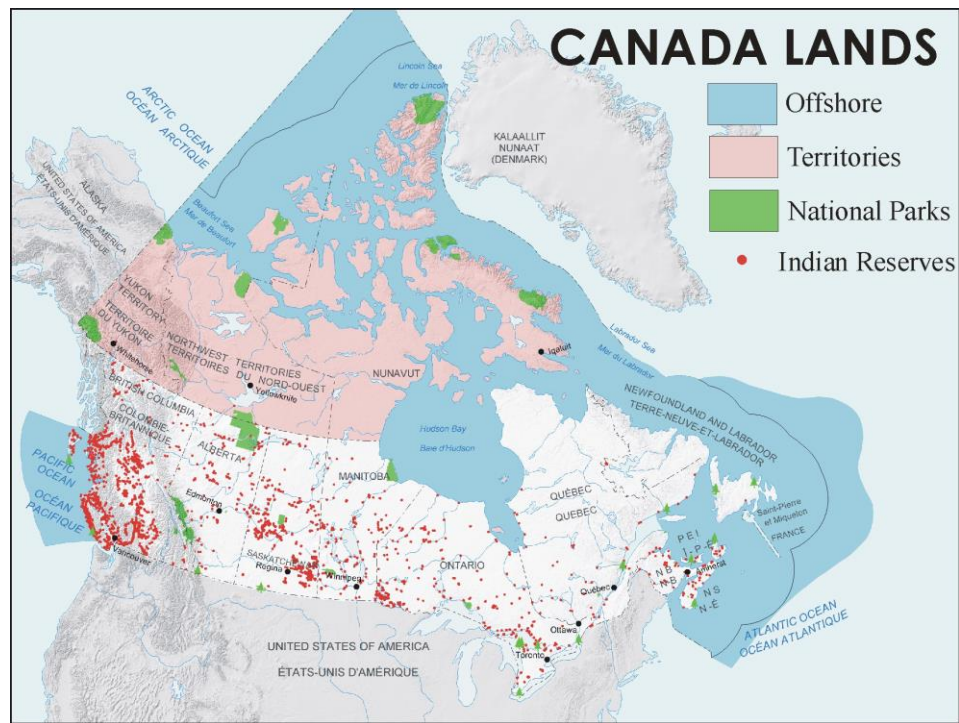 CANADA LANDS
Offshore
Territories
National Parks
Indian Reserves
Lincoln Sea
Mer de Lincoln
ARCTIC OCEAN
OCÉAN ARCTIQUE
KALAALLIT
NUNAAT
(DENMARK)
ALASKA
UNITED STATES OF AMERICA
ÉTATS-UNIS D'AMÉRIQUE
Beaufort Sea
Mer de Beaufort
YUKON
TERRITORY
TERRITOIRE
DU YUKON
Whitehorse
NORTHWEST TERRITORIES
TERRITOIRES DU NORD-OUEST
Yellowknife
NUNAVUT
Iqaluit
Labrador Sea
Mer du Labrador
NEWFOUNDLAND AND LABRADOR
TERRE-NEUVE-ET-LABRADOR
BRITISH COLUMBIA
COLOMBIE-
BRITANNIQUE
ALBERTA
Hudson Bay
Baie d'Hudson
MANITOBA
PACIFIC
OCEAN
OCÉAN
PACIFIQUE
Edmonton
Vancouver
SASKATCHEWAN
Regina
Winnipeg
ONTARIO
QUÉBEC
QUEBEC
Québec
Ottawa
Toronto
PEI
Î-P-É
NB
N-B
Amherst
NS
N-É
Saint-Pierre
et Miquelon
FRANCE
ATLANTIC OCEAN
OCÉAN ATLANTIQUE
UNITED STATES OF AMERICA
ÉTATS-UNIS D'AMÉRIQUE